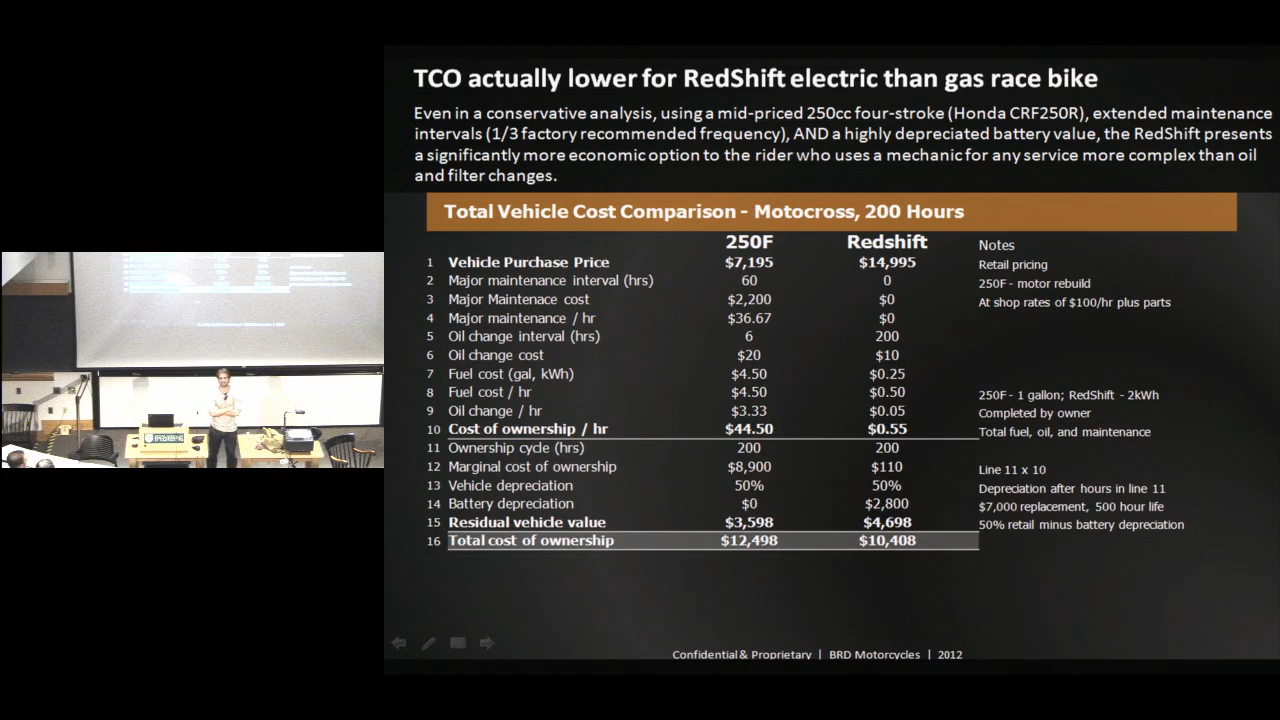 TCO actually lower for RedShift electric than gas race bike
Even in a conservative analysis, using a mid-priced 250cc four-stroke (Honda CRF250R), extended maintenance
intervals (1/3 factory recommended frequency), AND a highly depreciated battery value, the RedShift presents
a significantly more economic option to the rider who uses a mechanic for any service more complex than oil
and filter changes.
Total Vehicle Cost Comparison - Motocross, 200 Hours
250F Redshift Notes
1 Vehicle Purchase Price $7,195 $14,995 Retail pricing
2 Major maintenance interval (hrs) 60 0 250F - motor rebuild
3 Major Maintenace cost $2,200 $0 At shop rates of $100/hr plus parts
4 Major maintenance / hr $36.67 $0
5 Oil change interval (hrs) 6 200
6 Oil change cost $20 $10
7 Fuel cost (gal, kWh) $4.50 $0.25
8 Fuel cost / hr $4.50 $0.50 250F - 1 gallon; RedShift - 2kWh
9 Oil change / hr $3.33 $0.05 Completed by owner
10 Cost of ownership / hr $44.50 $0.55 Total fuel, oil, and maintenance
11 Ownership cycle (hrs) 200 200
12 Marginal cost of ownership $8,900 $110 Line 11 x 10
13 Vehicle depreciation 50% 50% Depreciation after hours in line 11
14 Battery depreciation $0 $2,800 $7,000 replacement, 500 hour life
15 Residual vehicle value $3,598 $4,698 50% retail minus battery depreciation
16 Total cost of ownership $12,498 $10,408
Confidential & Proprietary | BRD Motorcycles | 2012